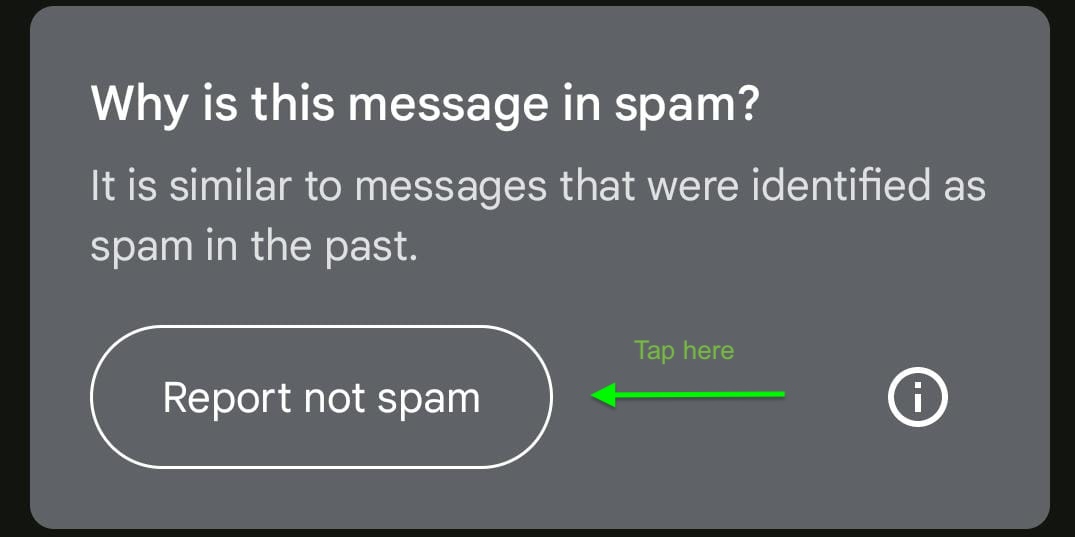 Why is this message in spam?
It is similar to messages that were identified as
spam in the past.
Tap here
Report not spam